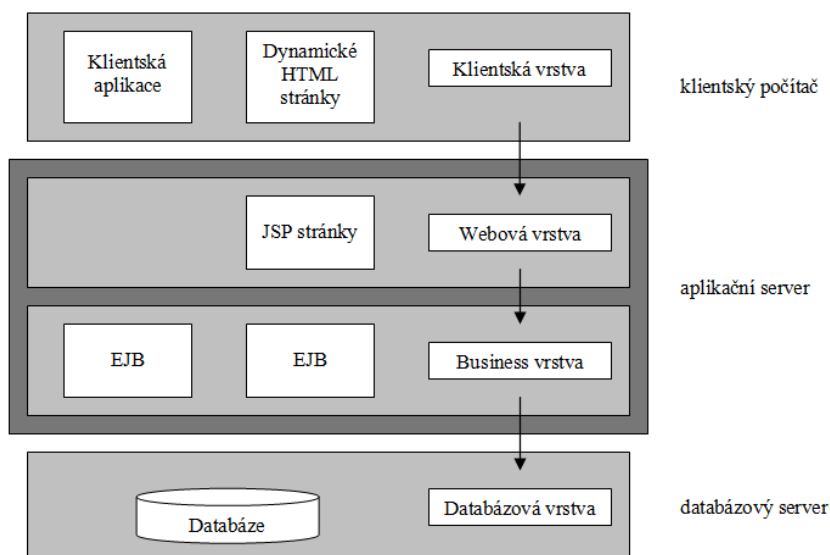 Klientská
aplikace
Dynamické
HTML
stránky
Klientská vrstva
klientský počítač
JSP stránky
Webová vrstva
aplikační server
EJB
EJB
Business vrstva
Databáze
Databázová vrstva
databázový server